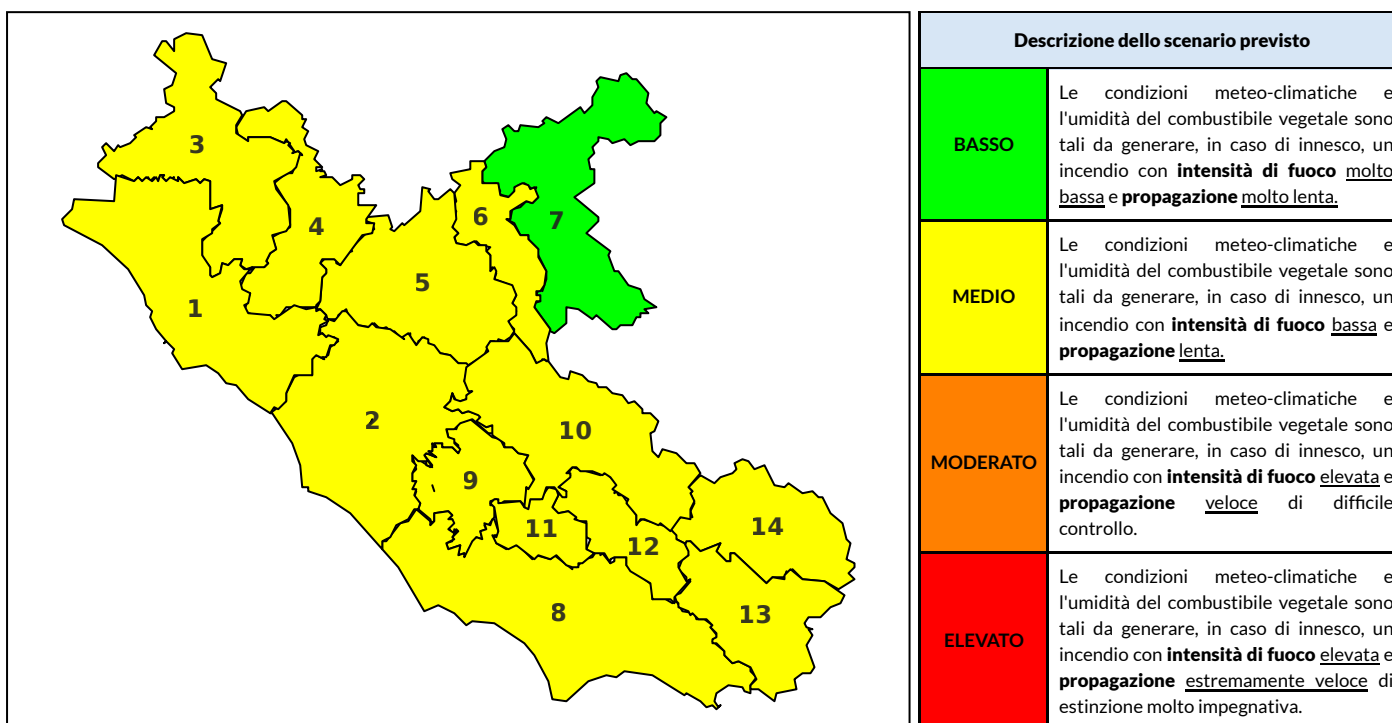 3
4
6
7
5
1
2
10
9
11
12
14
8
13
Descrizione dello scenario previsto
BASSO
Le condizioni meteo-climatiche e
l'umidità del combustibile vegetale sono
tali da generare, in caso di innesco, un
incendio con intensità di fuoco molto
bassa e propagazione molto lenta.
MEDIO
Le condizioni meteo-climatiche e
l'umidità del combustibile vegetale sono
tali da generare, in caso di innesco, un
incendio con intensità di fuoco bassa e
propagazione lenta.
MODERATO
Le condizioni meteo-climatiche e
l'umidità del combustibile vegetale sono
tali da generare, in caso di innesco, un
incendio con intensità di fuoco elevata e
propagazione veloce di difficile
controllo.
ELEVATO
Le condizioni meteo-climatiche e
l'umidità del combustibile vegetale sono
tali da generare, in caso di innesco, un
incendio con intensità di fuoco elevata e
propagazione estremamente veloce di
estinzione molto impegnativa.